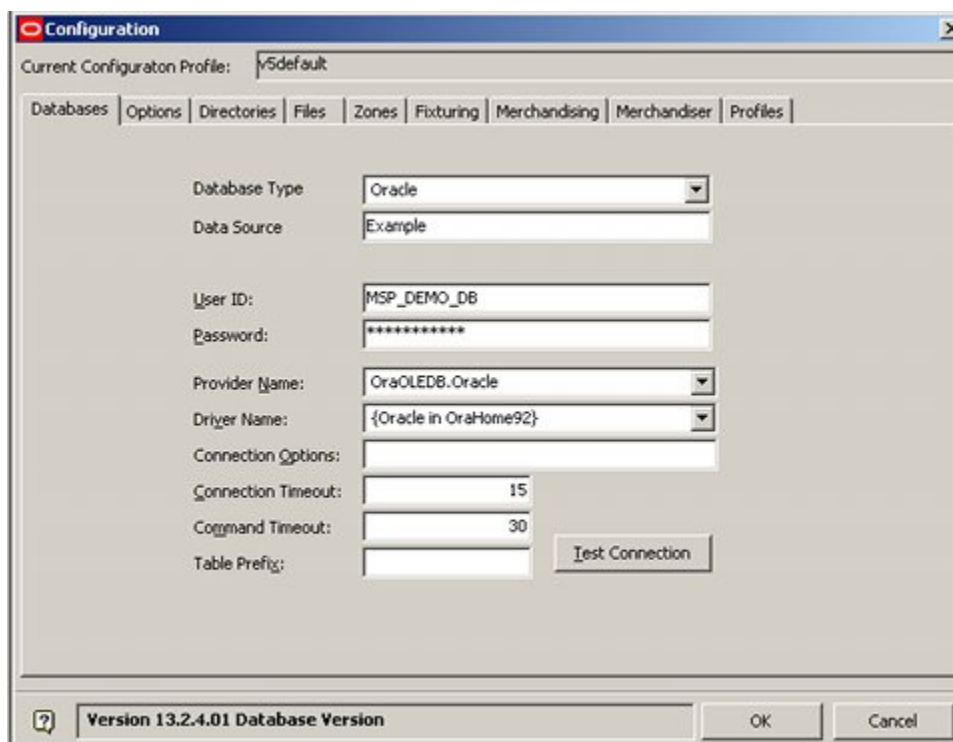 Configuration
Current Configuraton Profile: v5default
Databases Options Directories Files Zones Fixturing Merchandising Merchandiser Profiles
Database Type Oracle
Data Source Example
User ID: MSP_DEMO_DB
Password: ***********
Provider Name: OraOLEDB.Oracle
Driver Name: {Oracle in OraHome92}
Connection Options:
Connection Timeout: 15
Command Timeout: 30
Table Prefix: Test Connection
Version 13.2.4.01 Database Version OK Cancel